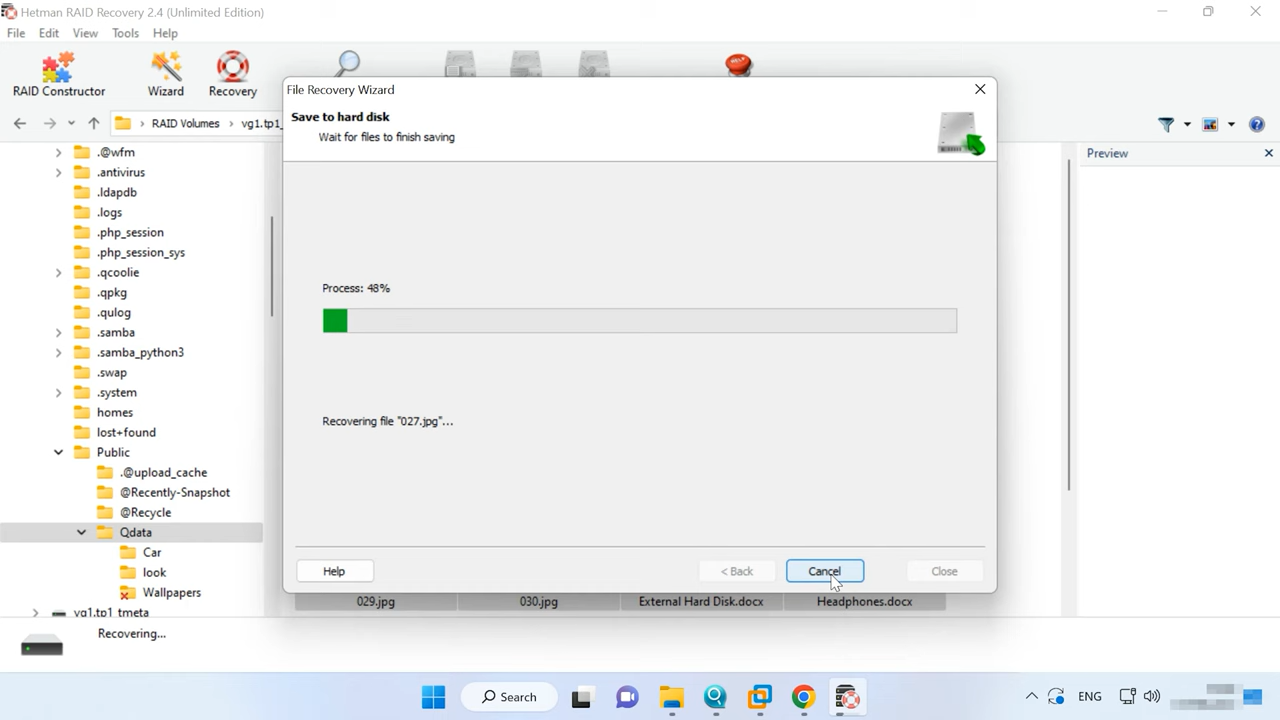 Hetman RAID Recovery 2.4 (Unlimited Edition)
File Edit View Tools Help
RAID Constructor Wizard Recovery
HELP
RAID Volumes > vg1.tp1_
File Recovery Wizard
Save to hard disk
Wait for files to finish saving
Preview
.@wfm
.antivirus
.ldapdb
.logs
.php_session
.php_session_sys
.qcoolie
.qpkg
.qulog
.samba
.samba_python3
.swap
.system
homes
lost+found
Public
.@upload_cache
@Recently-Snapshot
@Recycle
Qdata
Car
look
Wallpapers
vg1.tp1_tmeta
Process: 48%
Recovering file "027.jpg"...
Help < Back Cancel Close
029.jpg 030.jpg External Hard Disk.docx Headphones.docx
Recovering...
Search
ENG